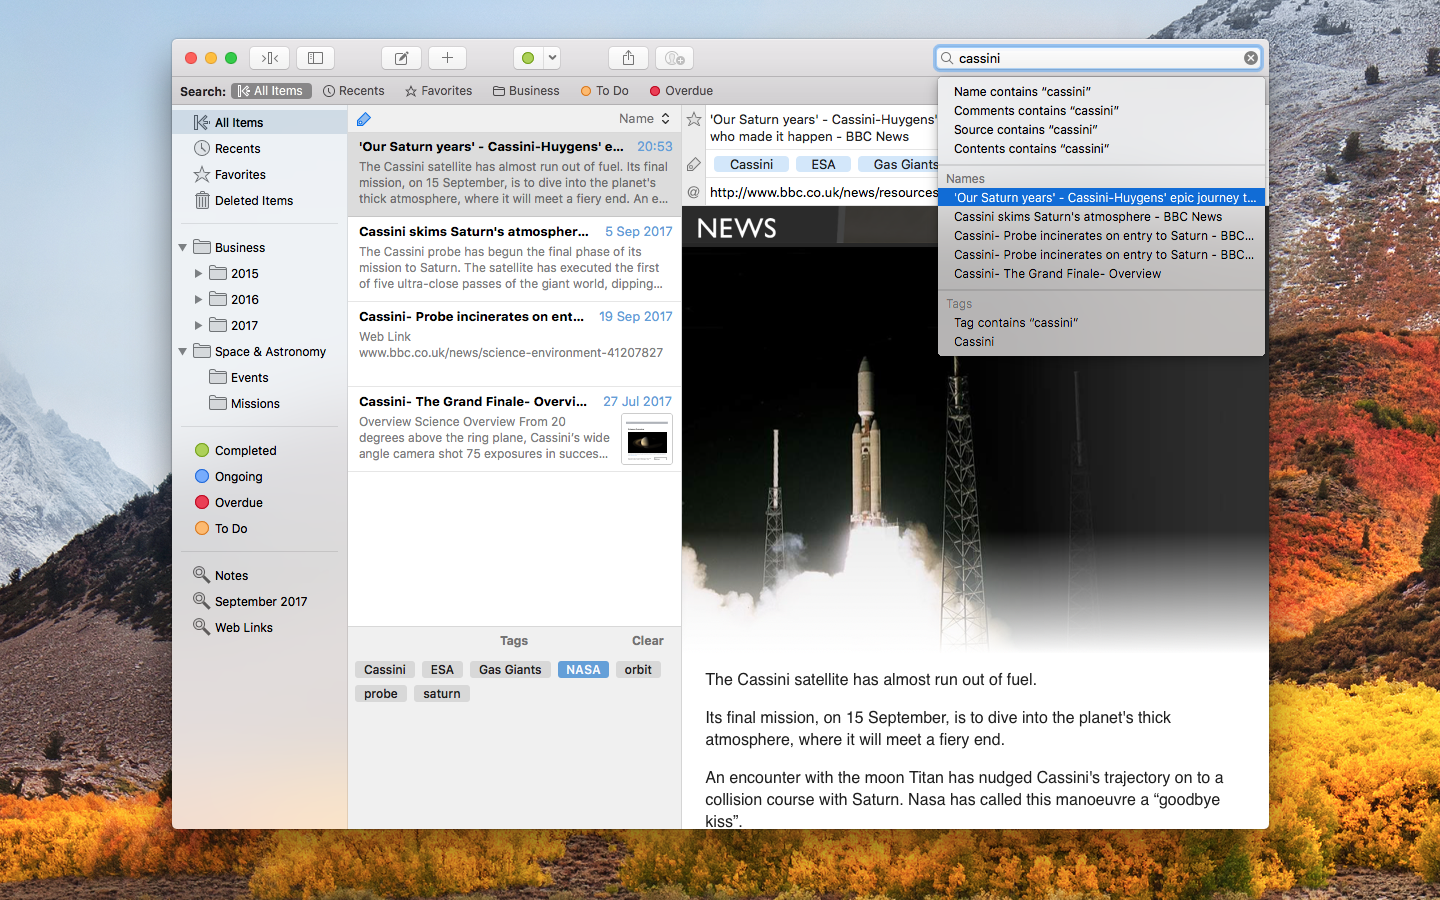 cassini
Search: All Items Recents Favorites Business To Do Overdue
Name contains “cassini”
Comments contains “cassini”
Source contains “cassini”
Contents contains “cassini”
Names
'Our Saturn years' - Cassini-Huygens' epic journey t...
Cassini skims Saturn's atmosphere - BBC News
Cassini- Probe incinerates on entry to Saturn - BBC...
Cassini- Probe incinerates on entry to Saturn - BBC...
Cassini- The Grand Finale- Overview
Tags
Tag contains “cassini”
Cassini
All Items
Recents
Favorites
Deleted Items
Business
2015
2016
2017
Space & Astronomy
Events
Missions
Completed
Ongoing
Overdue
To Do
Notes
September 2017
Web Links
Name
'Our Saturn years' - Cassini-Huygens' e... 20:53
The Cassini satellite has almost run out of fuel. Its final
mission, on 15 September, is to dive into the planet's
thick atmosphere, where it will meet a fiery end. An e...
Cassini skims Saturn's atmospher... 5 Sep 2017
The Cassini probe has begun the final phase of its
mission to Saturn. The satellite has executed the first
of five ultra-close passes of the giant world, dipping...
Cassini- Probe incinerates on ent... 19 Sep 2017
Web Link
www.bbc.co.uk/news/science-environment-41207827
Cassini- The Grand Finale- Overvi... 27 Jul 2017
Overview Science Overview From 20
degrees above the ring plane, Cassini's wide
angle camera shot 75 exposures in succes...
Tags Clear
Cassini ESA Gas Giants NASA orbit
probe saturn
'Our Saturn years' - Cassini-Huygens'
who made it happen - BBC News
Cassini ESA Gas Giants
@ http://www.bbc.co.uk/news/resources
NEWS
The Cassini satellite has almost run out of fuel.
Its final mission, on 15 September, is to dive into the planet's thick
atmosphere, where it will meet a fiery end.
An encounter with the moon Titan has nudged Cassini's trajectory on to a
collision course with Saturn. Nasa has called this manoeuvre a “goodbye
kiss”.